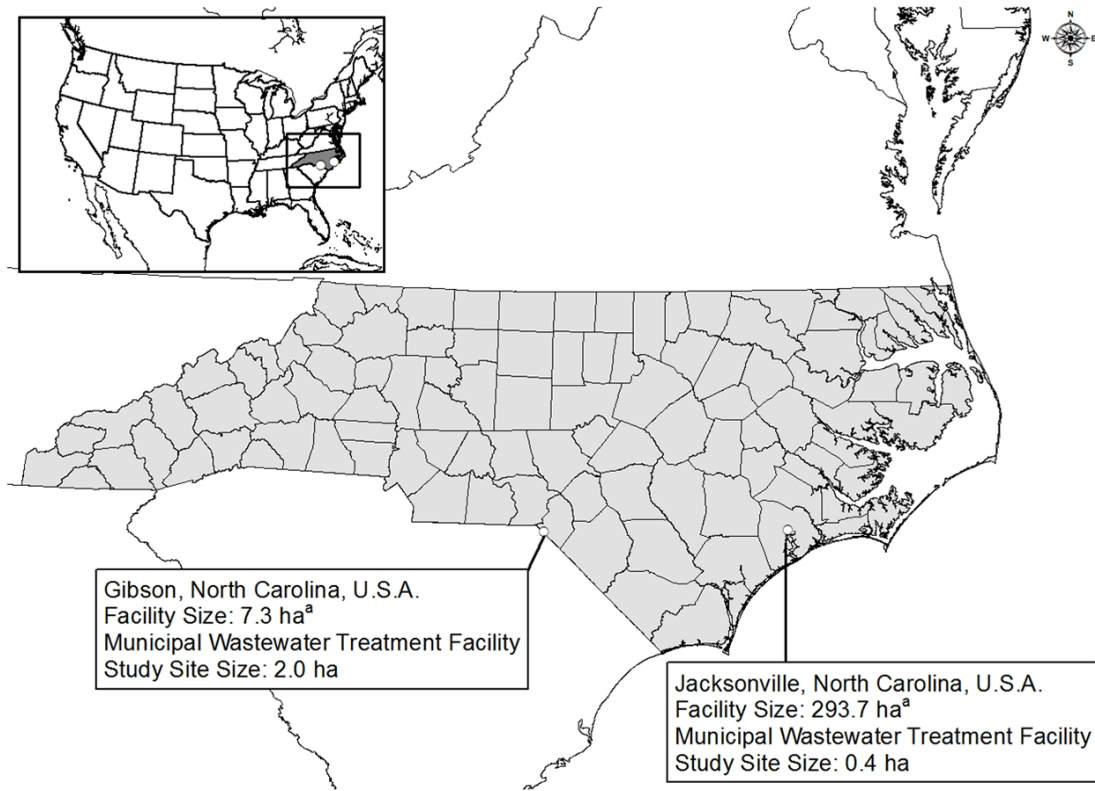 N
W E
S
Gibson, North Carolina, U.S.A.
Facility Size: 7.3 haª
Municipal Wastewater Treatment Facility
Study Site Size: 2.0 ha
Jacksonville, North Carolina, U.S.A.
Facility Size: 293.7 haª
Municipal Wastewater Treatment Facility
Study Site Size: 0.4 ha